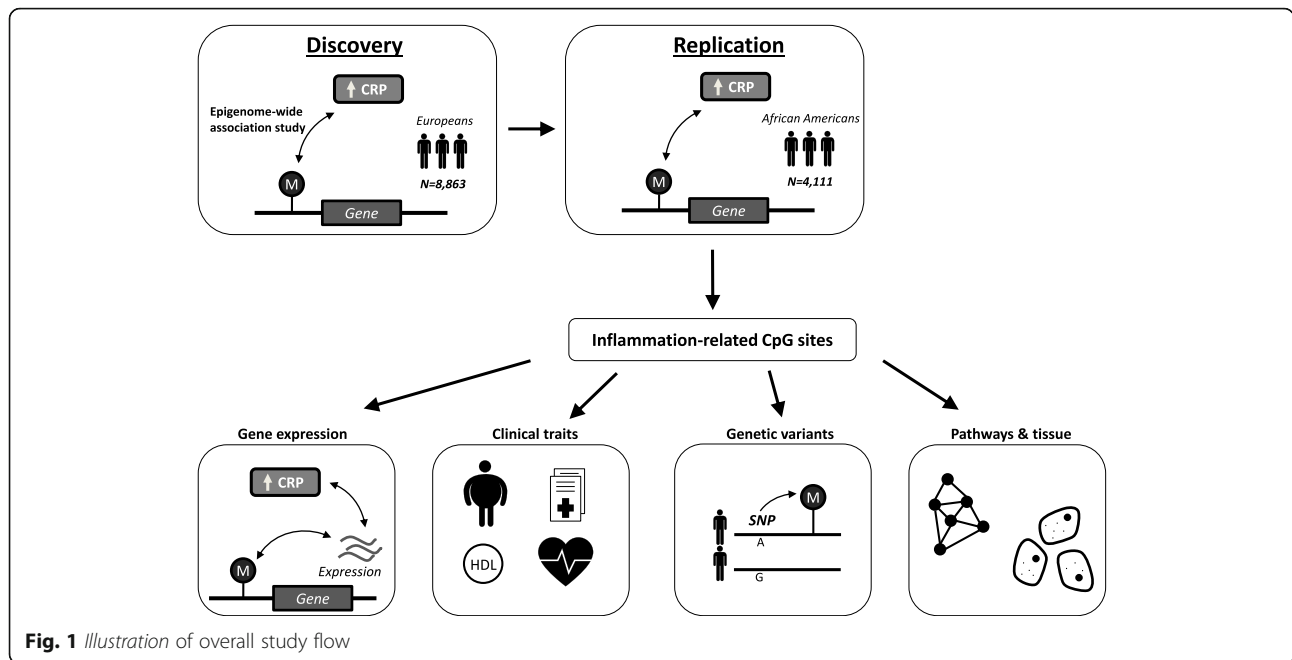 Discovery
↑ CRP
Epigenome-wide
association study
Europeans
N=8,863
M
Gene
Replication
↑ CRP
African Americans
N=4,111
M
Gene
Inflammation-related CpG sites
Gene expression
↑ CRP
M
Expression
Gene
Clinical traits
HDL
Genetic variants
SNP
M
A
G
Pathways & tissue
Fig. 1 Illustration of overall study flow